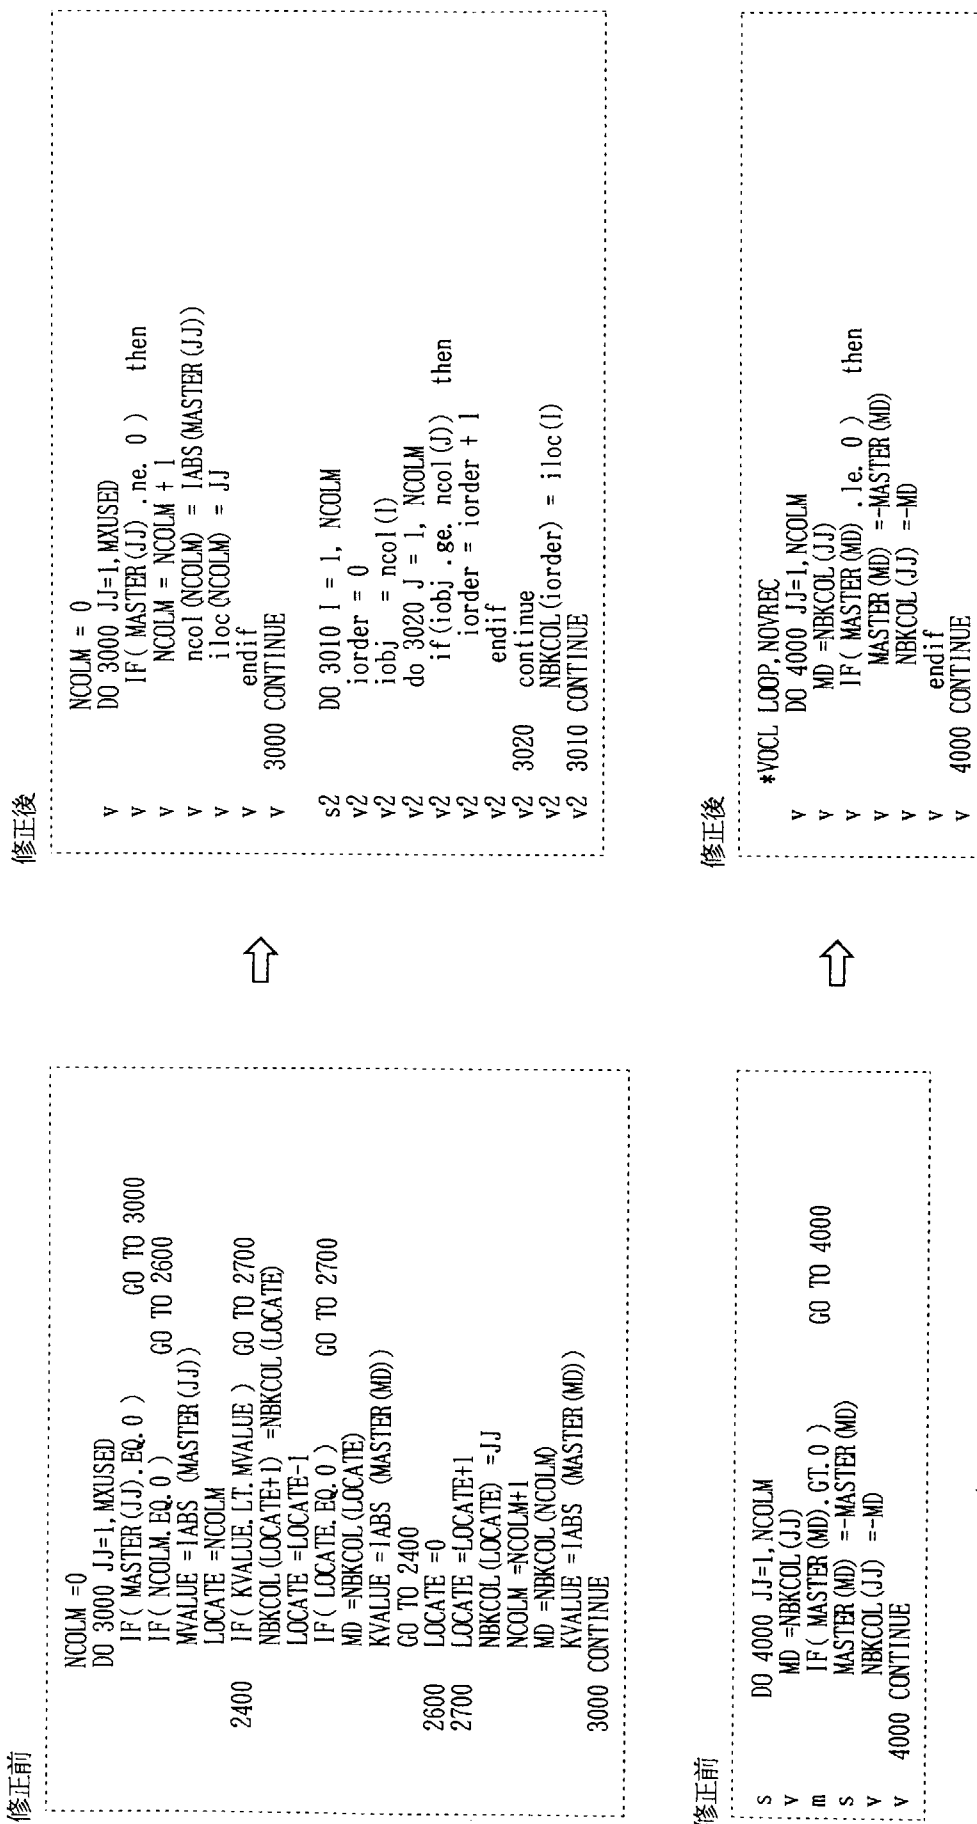 修正前
NCOLM =0
DO 3000 JJ=1,MXUSED
IF( MASTER(JJ).EQ.0 ) GO TO 3000
IF( NCOLM.EQ.0 ) GO TO 2600
MVALUE =IABS (MASTER(JJ))
LOCATE =NCOLM
2400 IF( KVALUE.LT.MVALUE ) GO TO 2700
NBKCOL(LOCATE+1) =NBKCOL(LOCATE)
LOCATE =LOCATE-1
IF( LOCATE.EQ.0 ) GO TO 2700
MD =NBKCOL(LOCATE)
KVALUE =IABS (MASTER(MD))
GO TO 2400
2600 LOCATE =0
2700 LOCATE =LOCATE+1
NBKCOL(LOCATE) =JJ
NCOLM =NCOLM+1
MD =NBKCOL(NCOLM)
KVALUE =IABS (MASTER(MD))
3000 CONTINUE
⇨
修正後
NCOLM = 0
v DO 3000 JJ=1,MXUSED
v IF( MASTER(JJ) .ne. 0 ) then
v NCOLM = NCOLM + 1
v ncol(NCOLM) = IABS(MASTER(JJ))
v iloc(NCOLM) = JJ
v endif
v 3000 CONTINUE
s2 DO 3010 I = 1, NCOLM
v2 iorder = 0
v2 iobj = ncol(I)
v2 do 3020 J = 1, NCOLM
v2 if(iobj .ge. ncol(J)) then
v2 iorder = iorder + 1
v2 endif
v2 3020 continue
v2 NBKCOL(iorder) = iloc(I)
v2 3010 CONTINUE
修正前
s DO 4000 JJ=1,NCOLM
v MD =NBKCOL(JJ)
m IF( MASTER(MD).GT.0 ) GO TO 4000
s MASTER(MD) =-MASTER(MD)
v NBKCOL(JJ) =-MD
v 4000 CONTINUE
⇨
修正後
*VOCL LOOP,NOVREC
v DO 4000 JJ=1,NCOLM
v MD =NBKCOL(JJ)
v IF( MASTER(MD) .le. 0 ) then
v MASTER(MD) =-MASTER(MD)
v NBKCOL(JJ) =-MD
v endif
v 4000 CONTINUE